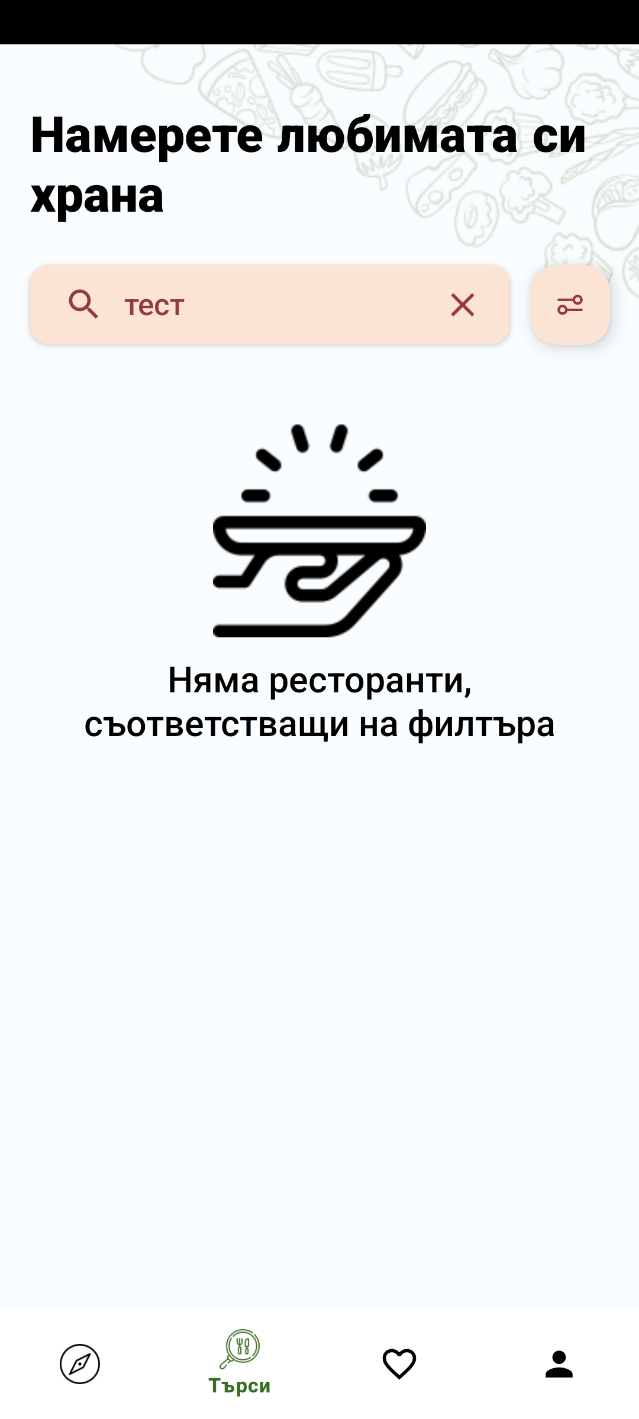 Намерете любимата си
храна
тест
Няма ресторанти,
съответстващи на филтъра
Търси